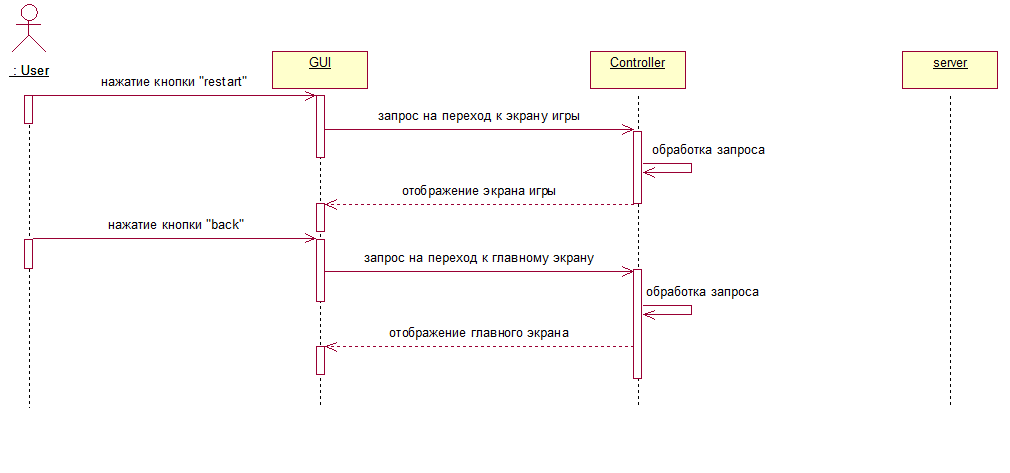 : User
GUI
Controller
server
нажатие кнопки "restart"
запрос на переход к экрану игры
обработка запроса
отображение экрана игры
нажатие кнопки "back"
запрос на переход к главному экрану
обработка запроса
отображение главного экрана